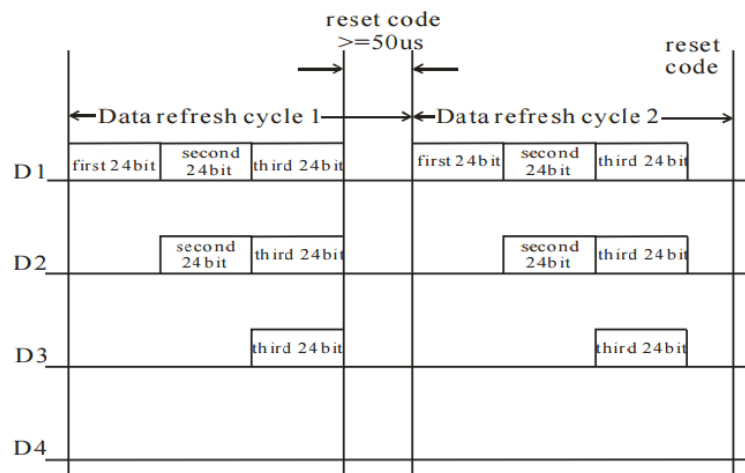 reset code
>=50us
reset
code
Data refresh cycle 1
Data refresh cycle 2
D1
first 24bit
second
24bit
third 24bit
first 24bit
second
24bit
third 24bit
D2
second
24bit
third 24bit
second
24bit
third 24bit
D3
third 24bit
third 24bit
D4